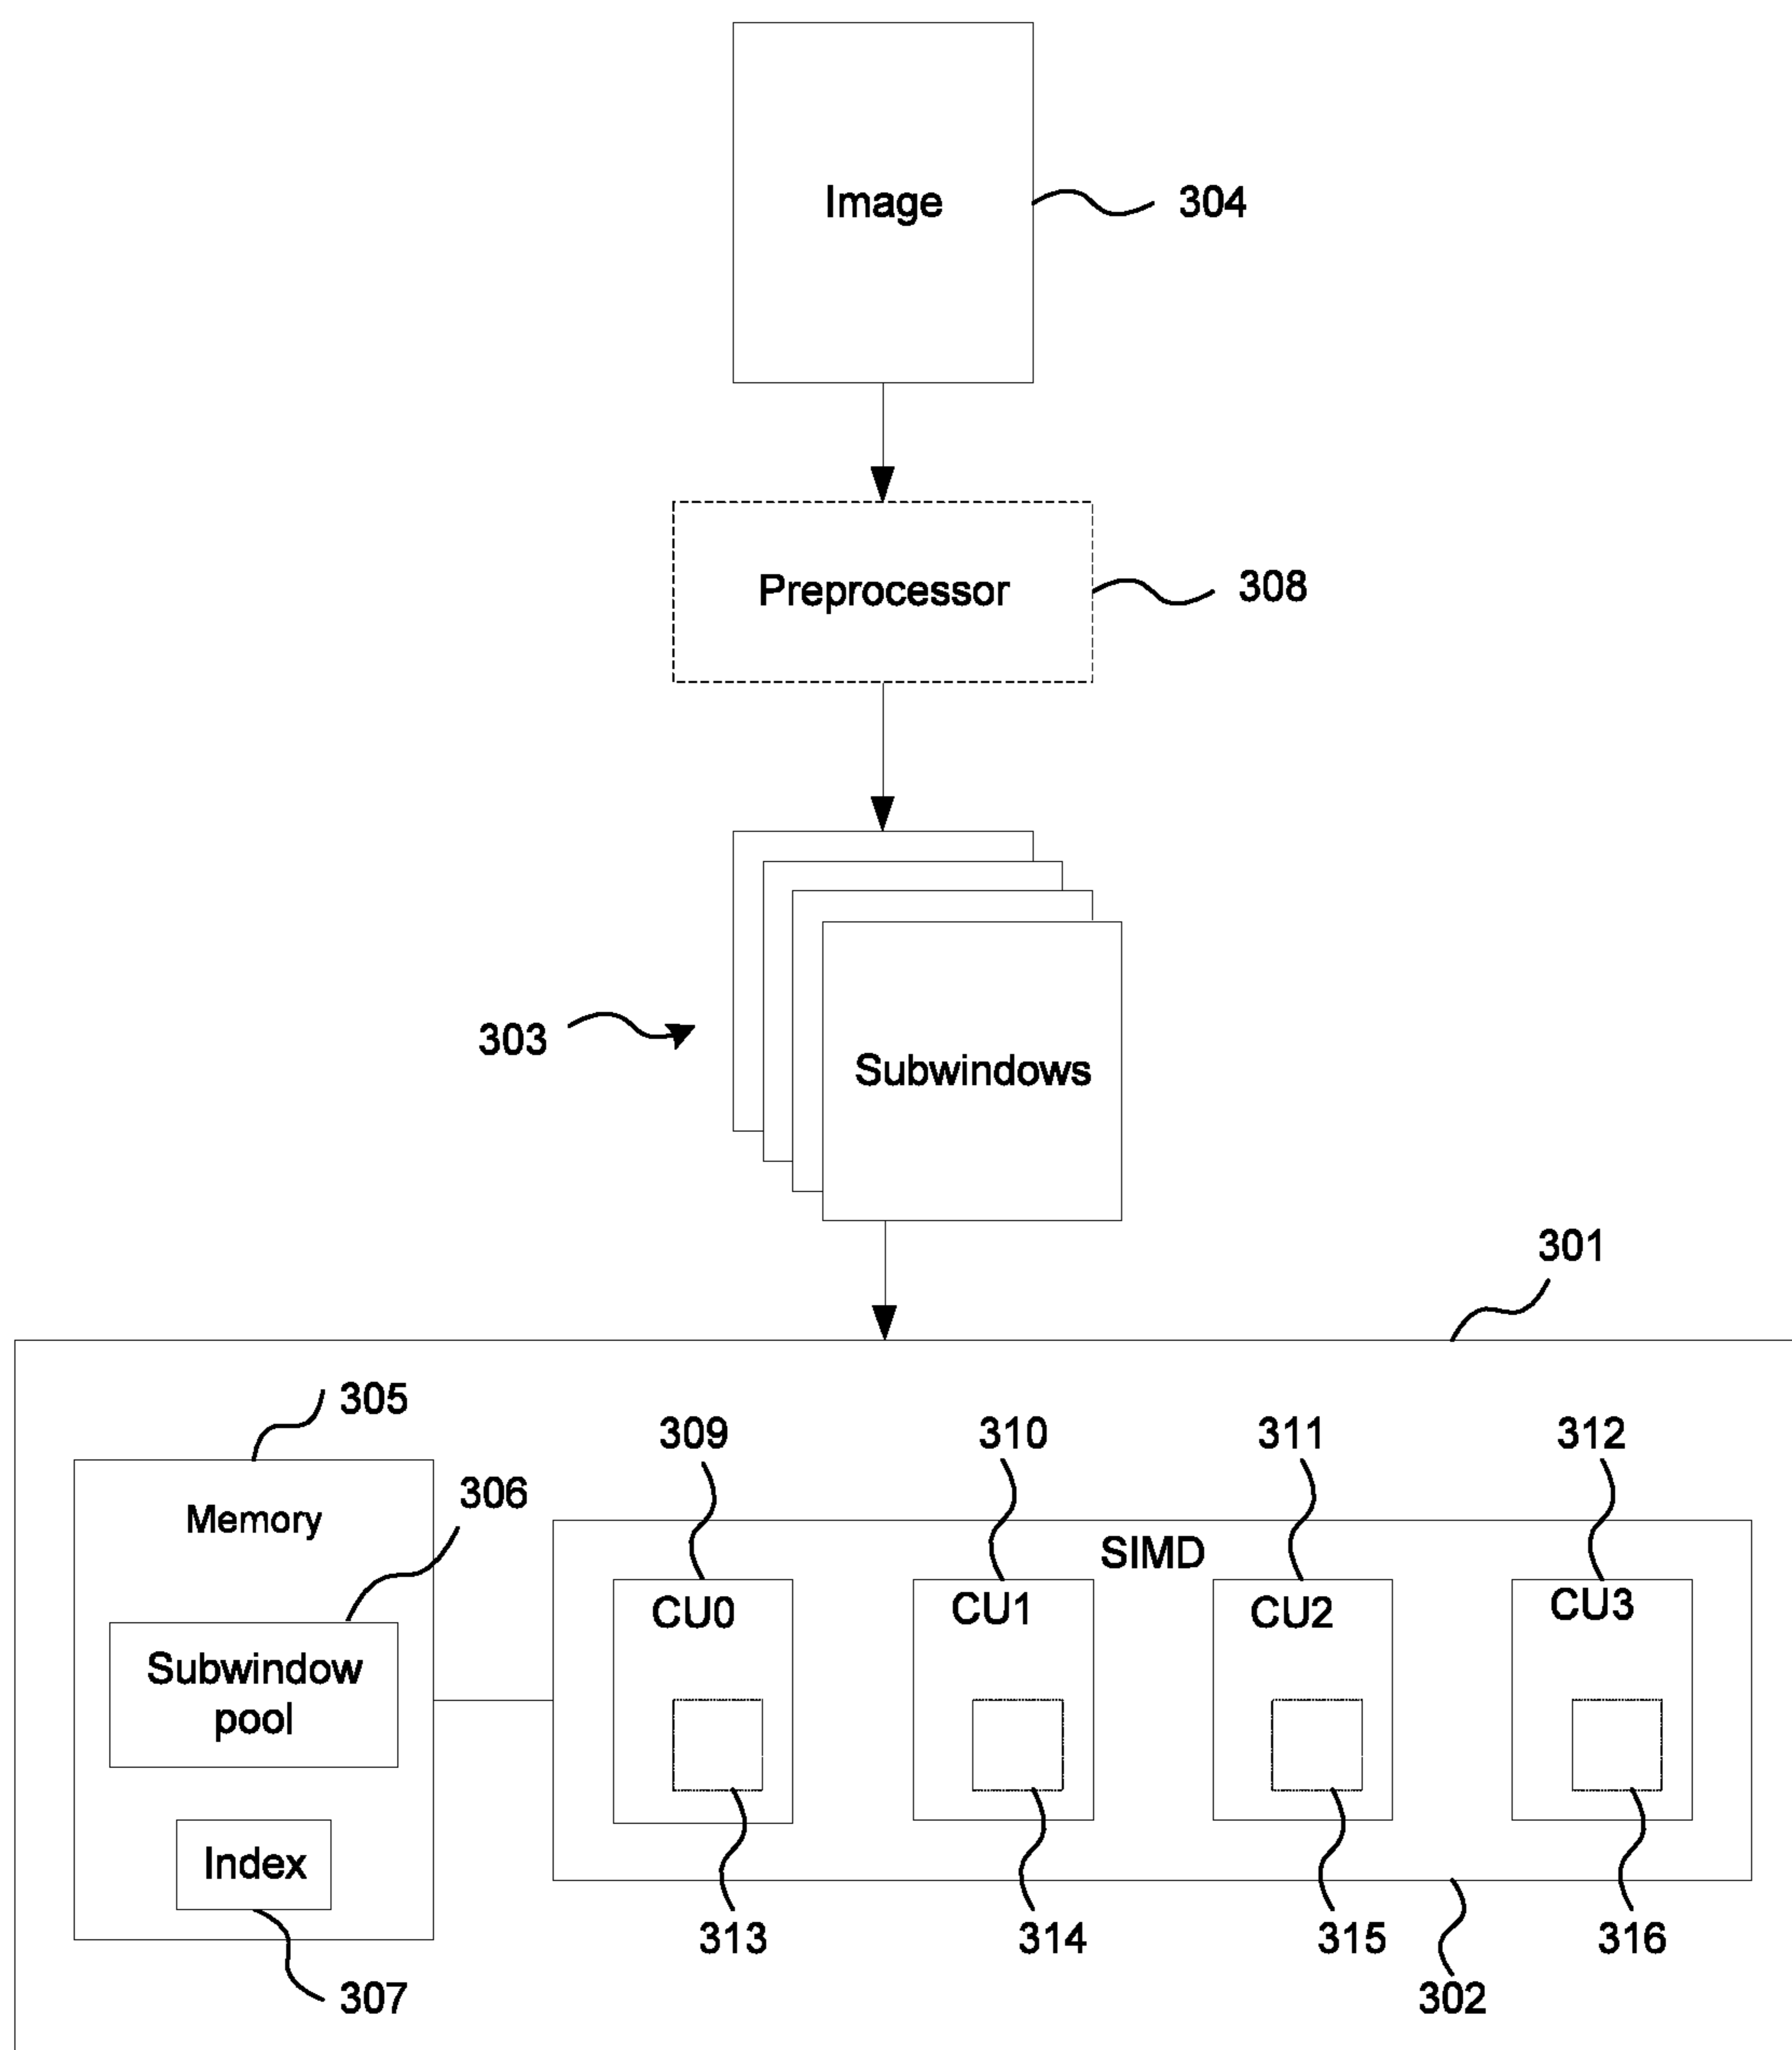 Image
304
Preprocessor
308
303
Subwindows
301
305
309
310
311
312
306
Memory
SIMD
CU0
CU1
CU2
CU3
Subwindow
pool
Index
313
314
315
316
307
302